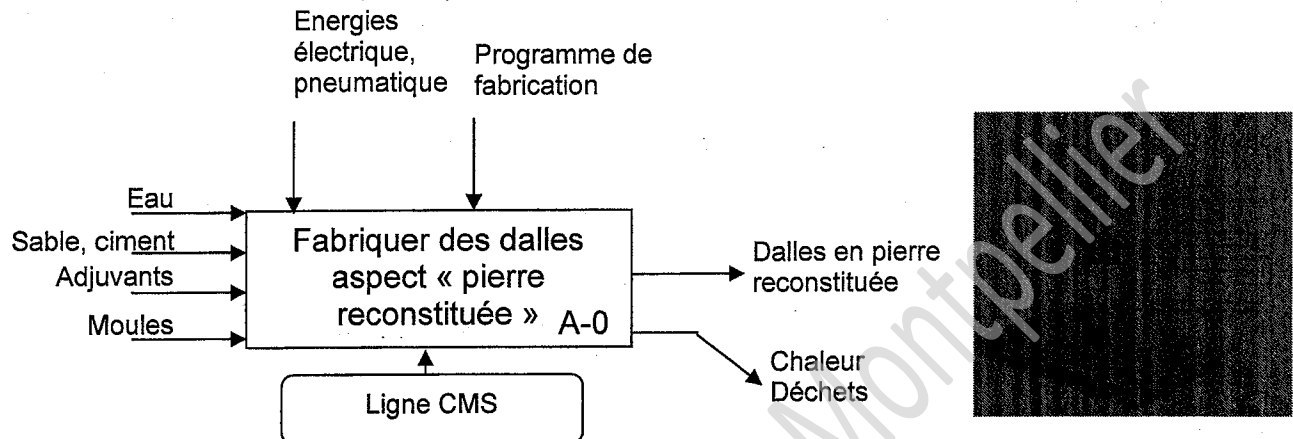 Energies
électrique,
pneumatique
Programme de
fabrication
Eau
Sable, ciment
Adjuvants
Moules
Fabriquer des dalles
aspect « pierre
reconstituée » A-0
Dalles en pierre
reconstituée
Chaleur
Déchets
Ligne CMS
Montpellier